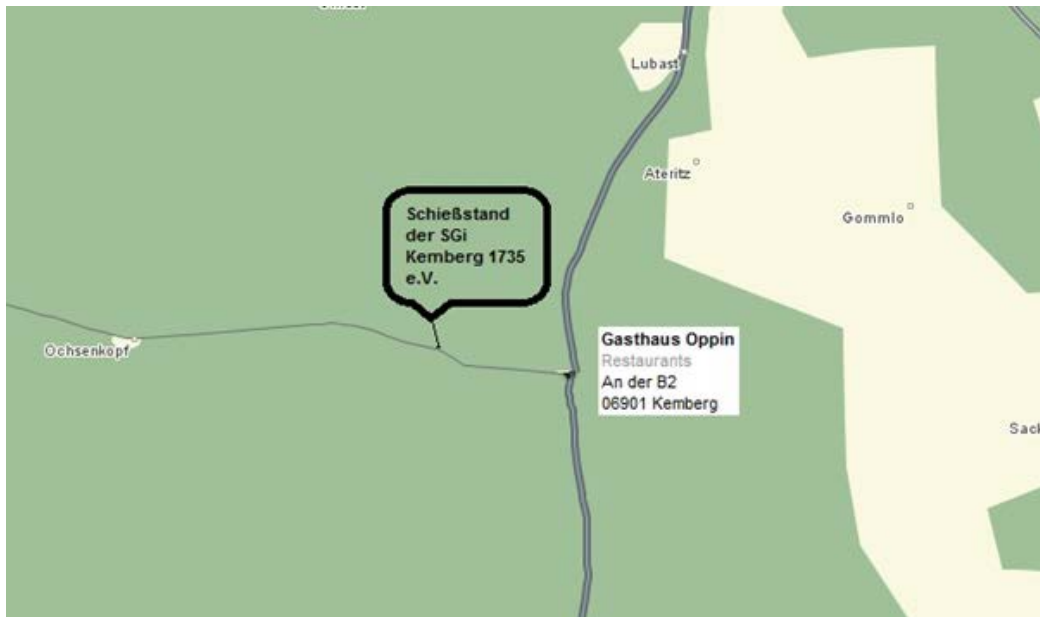 Lubast
Ateritz
Gommlo
Schießstand
der SGi
Kemberg 1735
e.V.
Ochsenkopf
Gasthaus Oppin
Restaurants
An der B2
06901 Kemberg